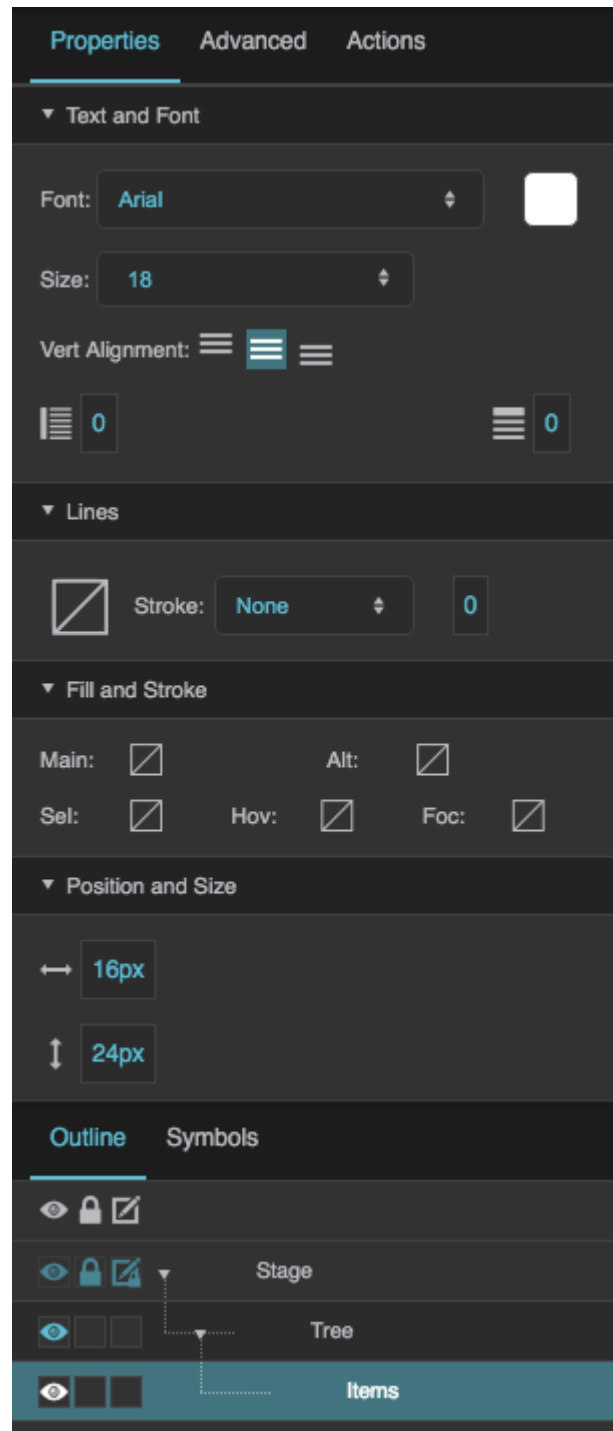 Properties Advanced Actions
Text and Font
Font: Arial
Size: 18
Vert Alignment:
0 0
Lines
Stroke: None 0
Fill and Stroke
Main: Alt:
Sel: Hov: Foc:
Position and Size
16px
24px
Outline Symbols
Stage
Tree
Items